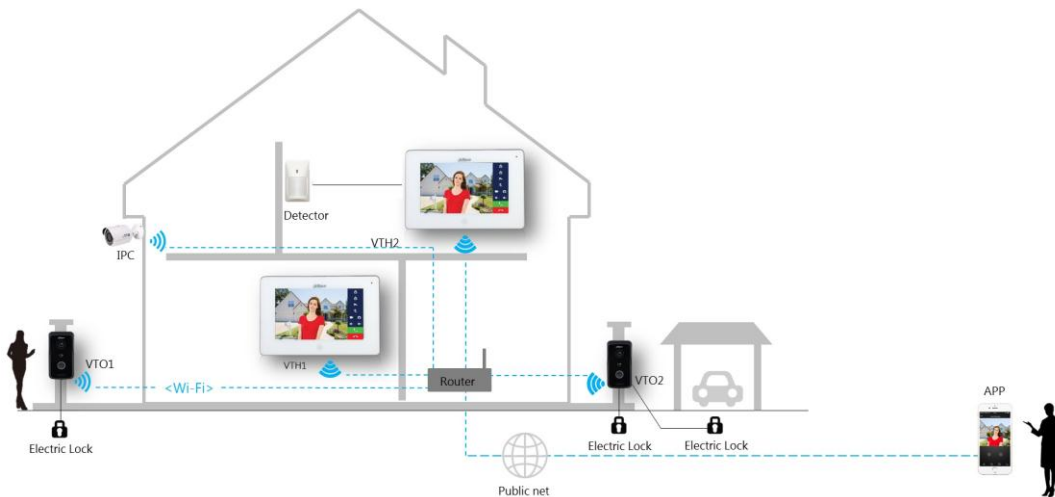 Detector
VTH2
IPC
VTH1
VTO1
<Wi-Fi>
Router
VTO2
APP
Electric Lock
Electric Lock
Electric Lock
Public net